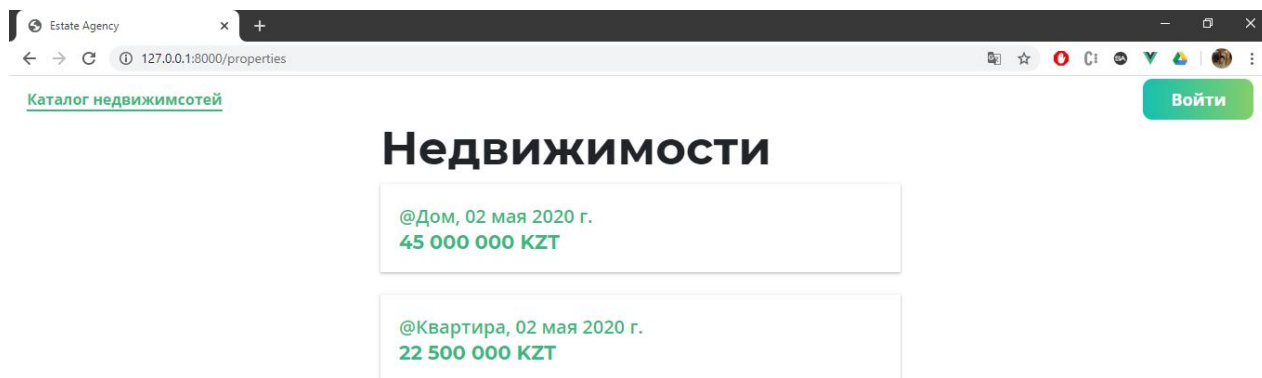 Estate Agency
127.0.0.1:8000/properties
Каталог недвижимсотей
Войти
Недвижимости
@Дом, 02 мая 2020 г.
45 000 000 KZT
@Квартира, 02 мая 2020 г.
22 500 000 KZT